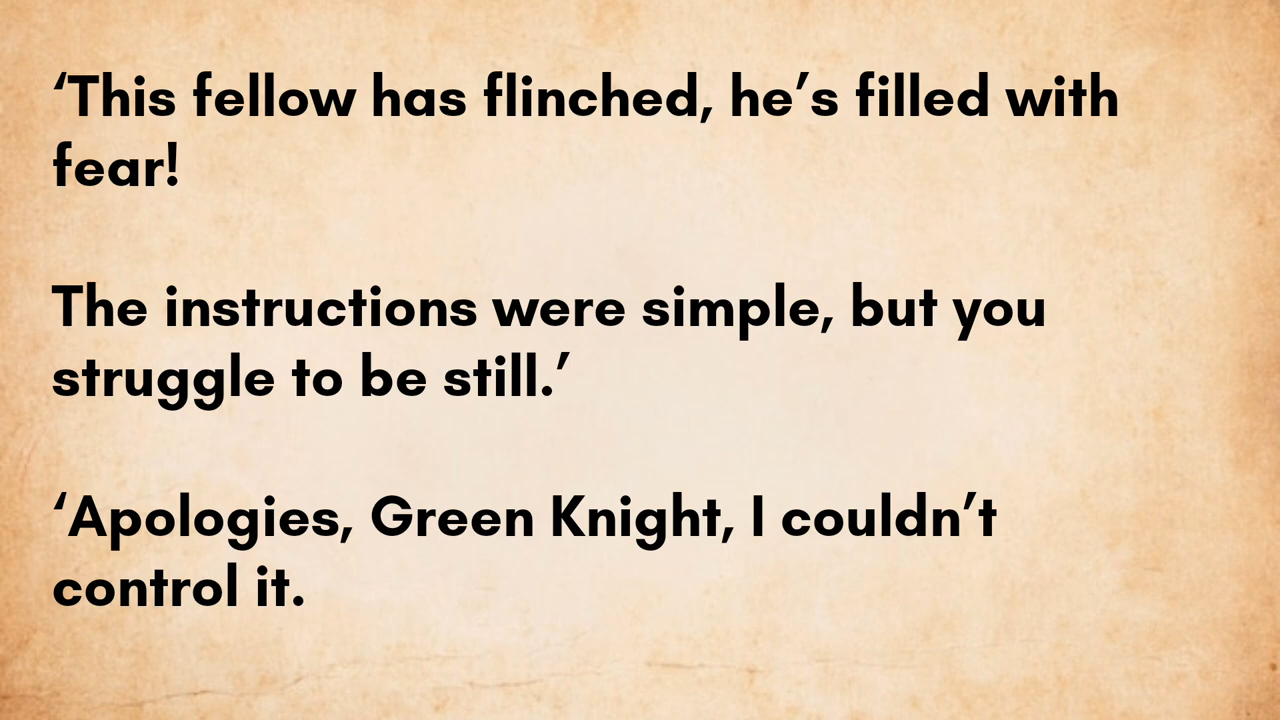 ‘This fellow has flinched, he’s filled with
fear!
The instructions were simple, but you
struggle to be still.’
‘Apologies, Green Knight, I couldn’t
control it.